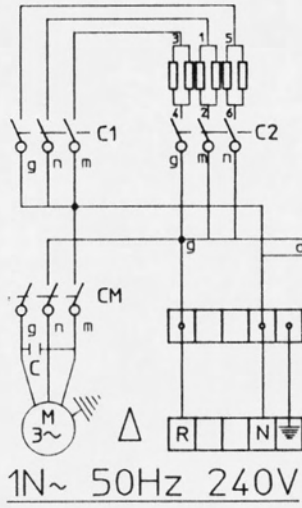 3 1 5
4 2 6
C1
C2
g n m
g m n
g
CM
g n m
C
M
3~
Δ
R N
1N~ 50Hz 240V